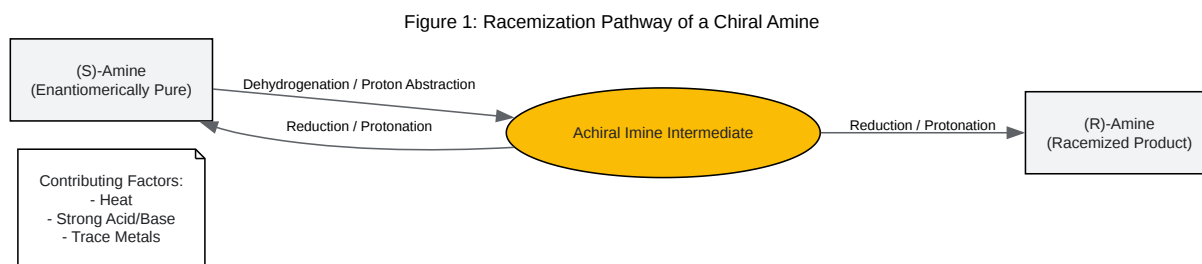 Figure 1: Racemization Pathway of a Chiral Amine
(S)-Amine
(Enantiomerically Pure)
Dehydrogenation / Proton Abstraction
Reduction / Protonation
Achiral Imine Intermediate
Reduction / Protonation
(R)-Amine
(Racemized Product)
Contributing Factors:
- Heat
- Strong Acid/Base
- Trace Metals